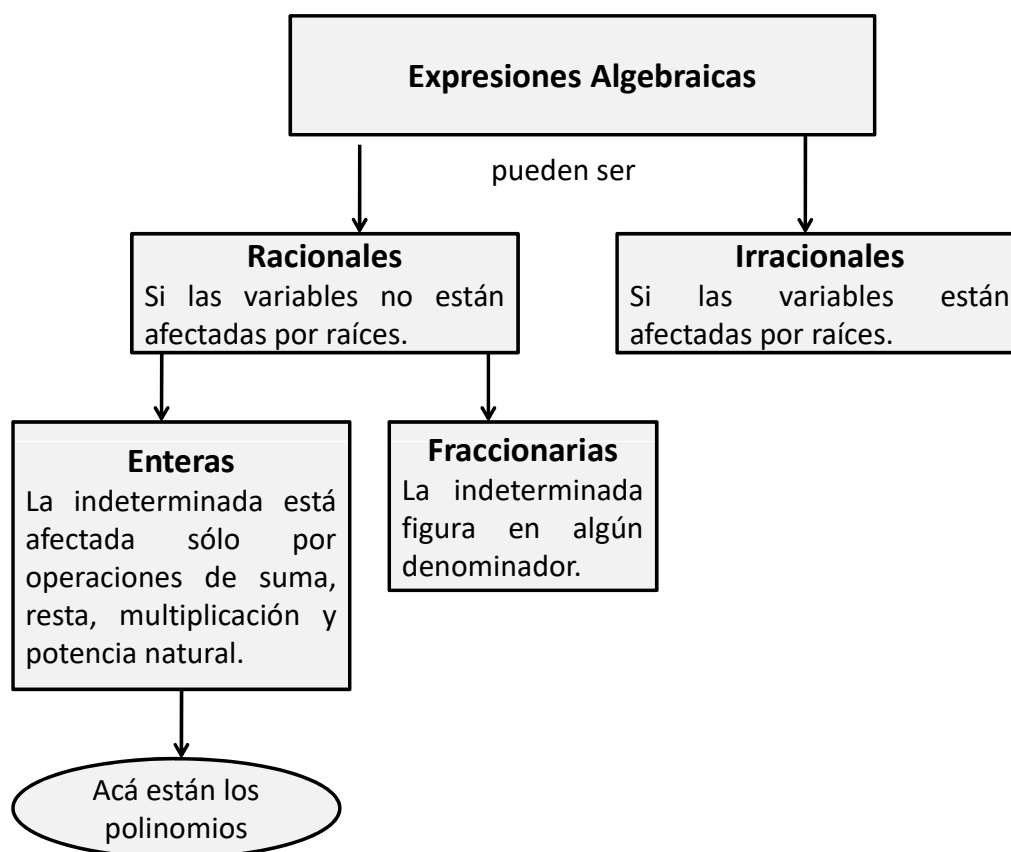 Expresiones Algebraicas
pueden ser
Racionales
Si las variables no están
afectadas por raíces.
Irracionales
Si las variables están
afectadas por raíces.
Enteras
La indeterminada está
afectada sólo por
operaciones de suma,
resta, multiplicación y
potencia natural.
Fraccionarias
La indeterminada
figura en algún
denominador.
Acá están los
polinomios